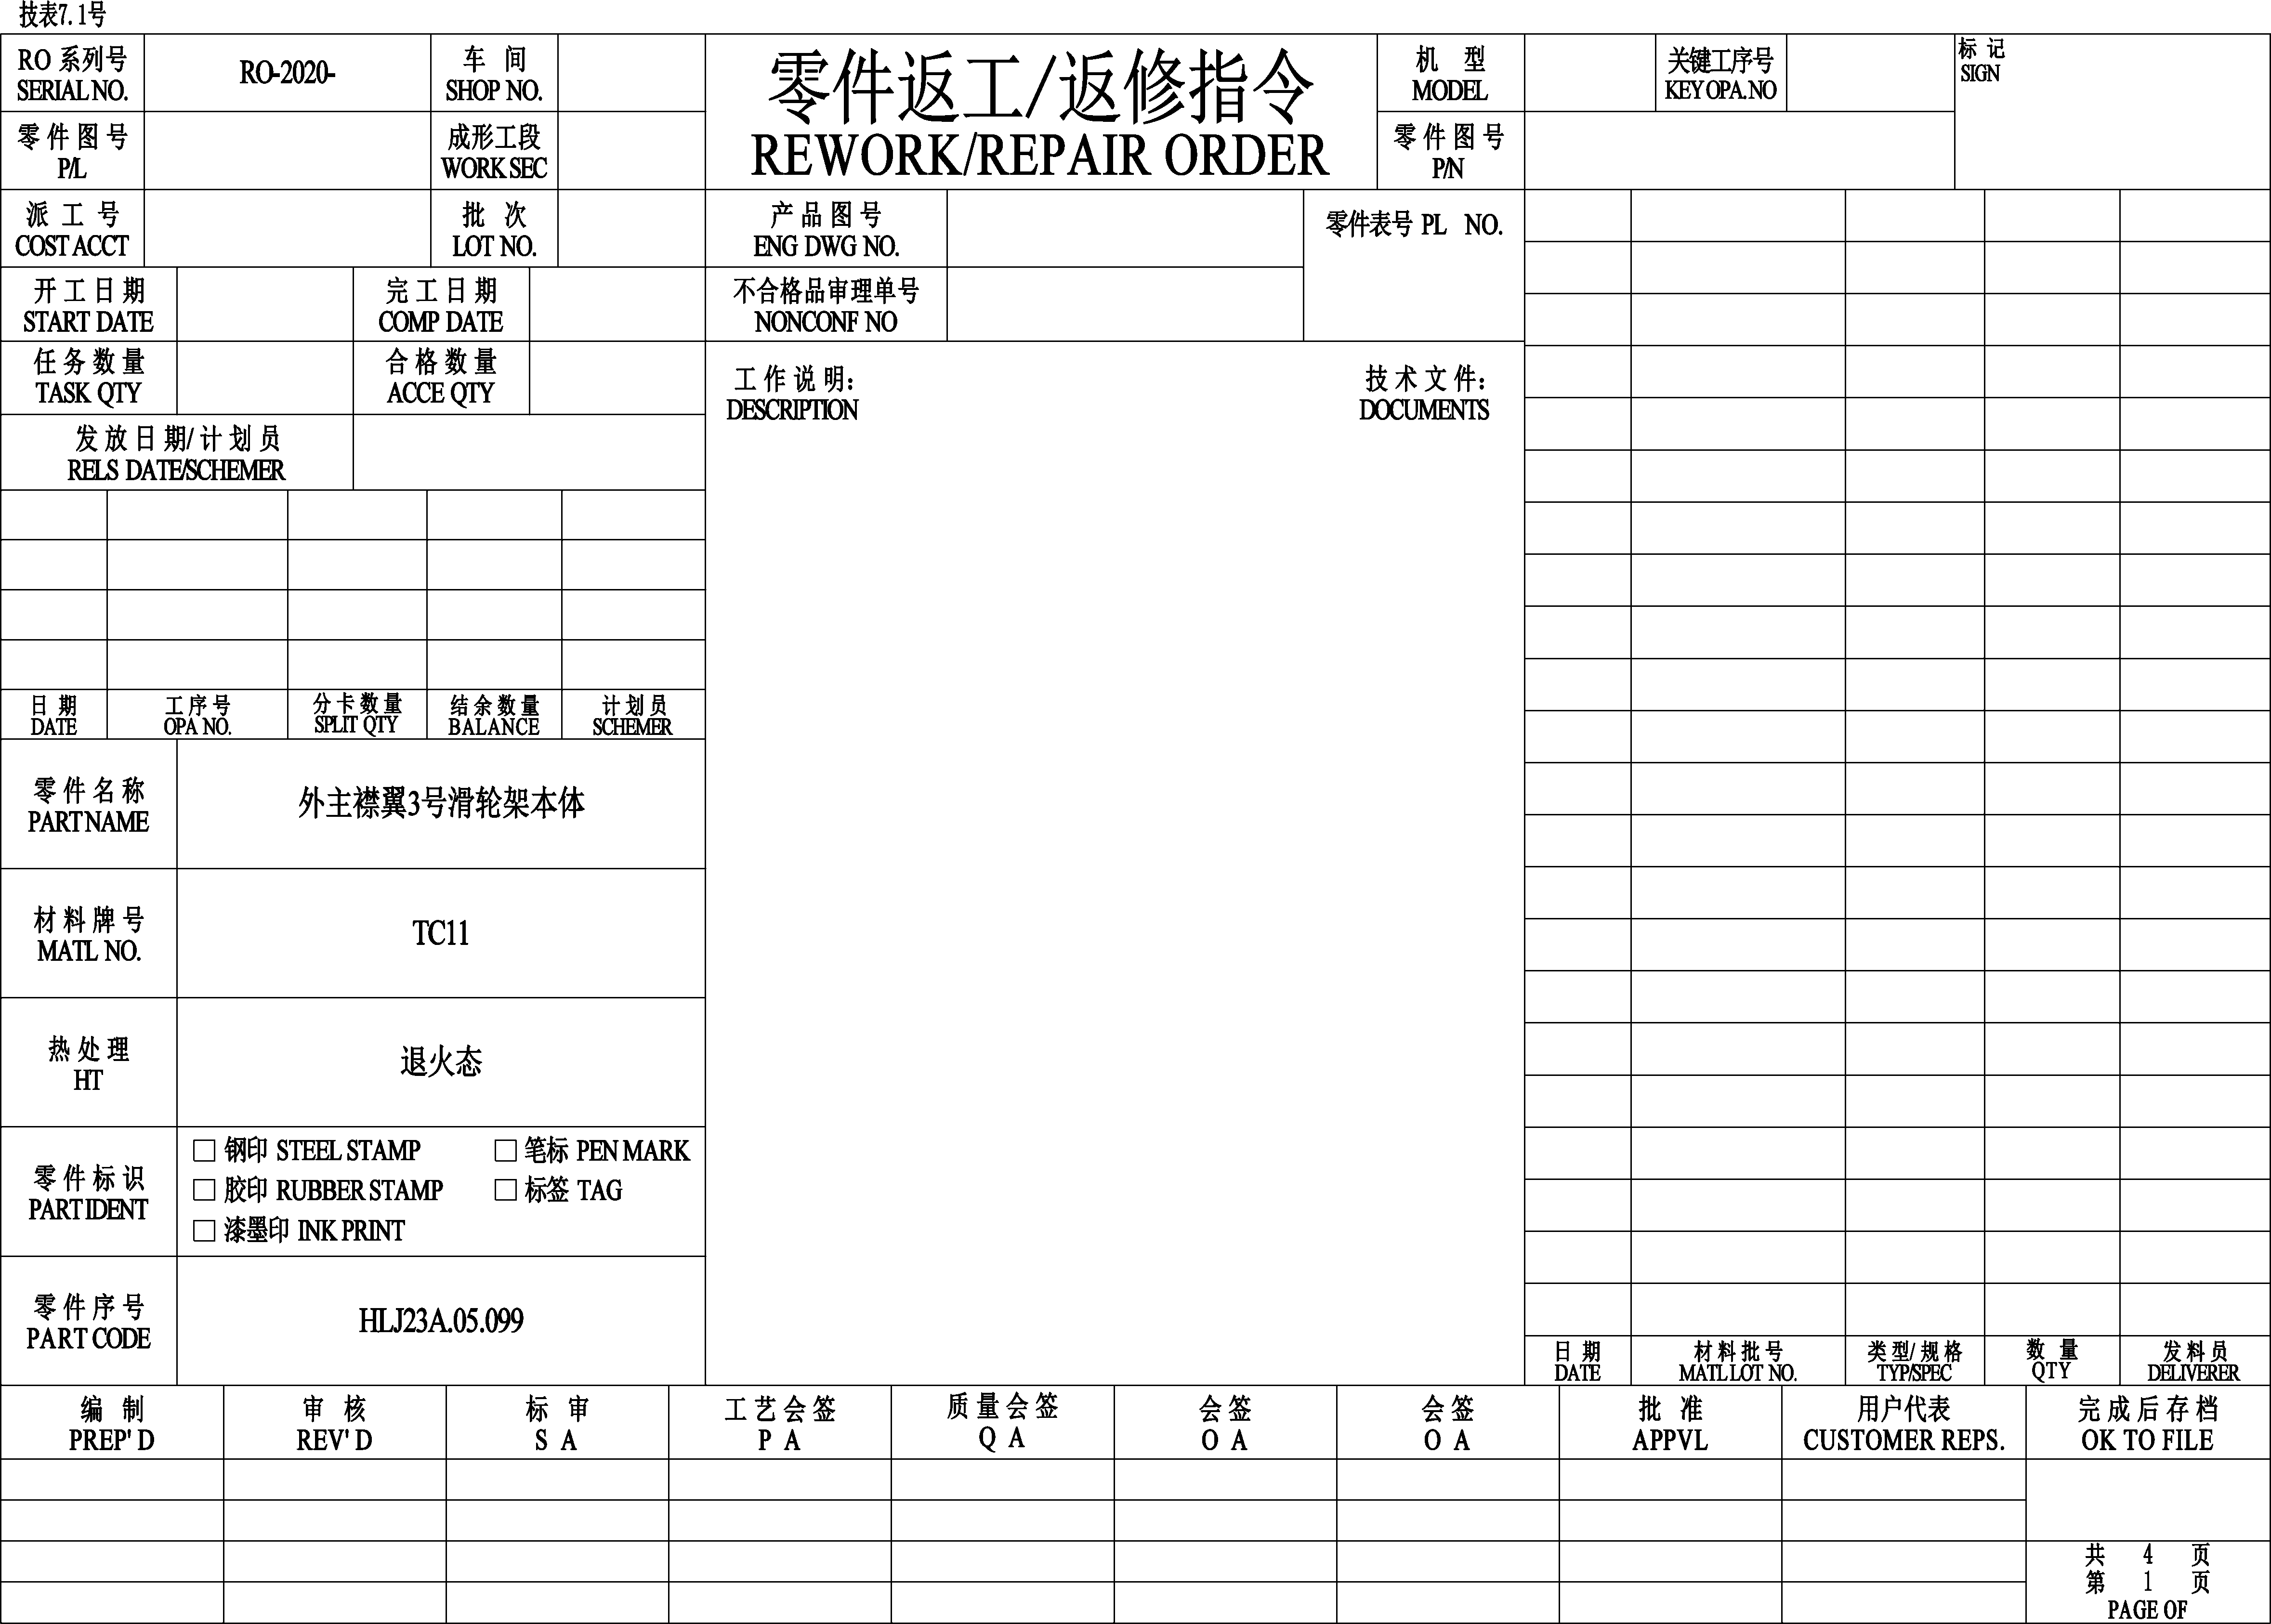 技表7.1号
RO 系列号
SERIAL NO.
RO-2020-
车 间
SHOP NO.
零件返工/返修指令
REWORK/REPAIR ORDER
机 型
MODEL
关键工序号
KEY OPA. NO
标 记
SIGN
零件图号
P/L
成形工段
WORK SEC
零件图号
P/N
派 工 号
COST ACCT
批 次
LOT NO.
产品图号
ENG DWG NO.
零件表号 PL NO.
开工日期
START DATE
完工日期
COMP DATE
不合格品审理单号
NONCONF NO
任务数量
TASK QTY
合格数量
ACCE QTY
工作说明：
DESCRIPTION
技术文件：
DOCUMENTS
发放日期/计划员
RELS DATE/SCHEMER
日 期
DATE
工序号
OPA NO.
分卡数量
SPLIT QTY
结余数量
BALANCE
计划员
SCHEMER
零件名称
PART NAME
外主襟翼3号滑轮架本体
材料牌号
MATL NO.
TC11
热处理
HT
退火态
零件标识
PART IDENT
□ 钢印 STEEL STAMP
□ 笔标 PEN MARK
□ 胶印 RUBBER STAMP
□ 标签 TAG
□ 漆墨印 INK PRINT
零件序号
PART CODE
HLJ23A.05.099
日 期
DATE
材料批号
MATL LOT NO.
类型/规格
TYP/SPEC
数 量
QTY
发料员
DELIVERER
编 制
PREP' D
审 核
REV' D
标 审
S A
工艺会签
P A
质量会签
Q A
会签
O A
会签
O A
批 准
APPVL
用户代表
CUSTOMER REPS.
完成后存档
OK TO FILE
共 4 页
第 1 页
PAGE OF